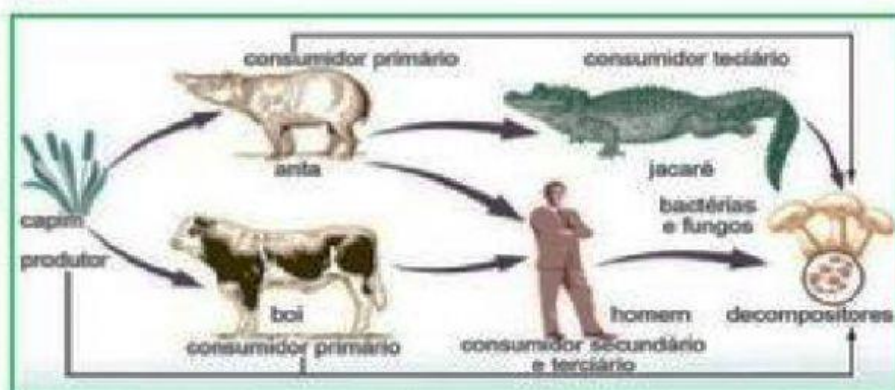 consumidor primário
consumidor teciário
anta
jacaré
capim
produtor
bactérias
e fungos
boi
homem
decompositores
consumidor primário
consumidor secundário
e terciário